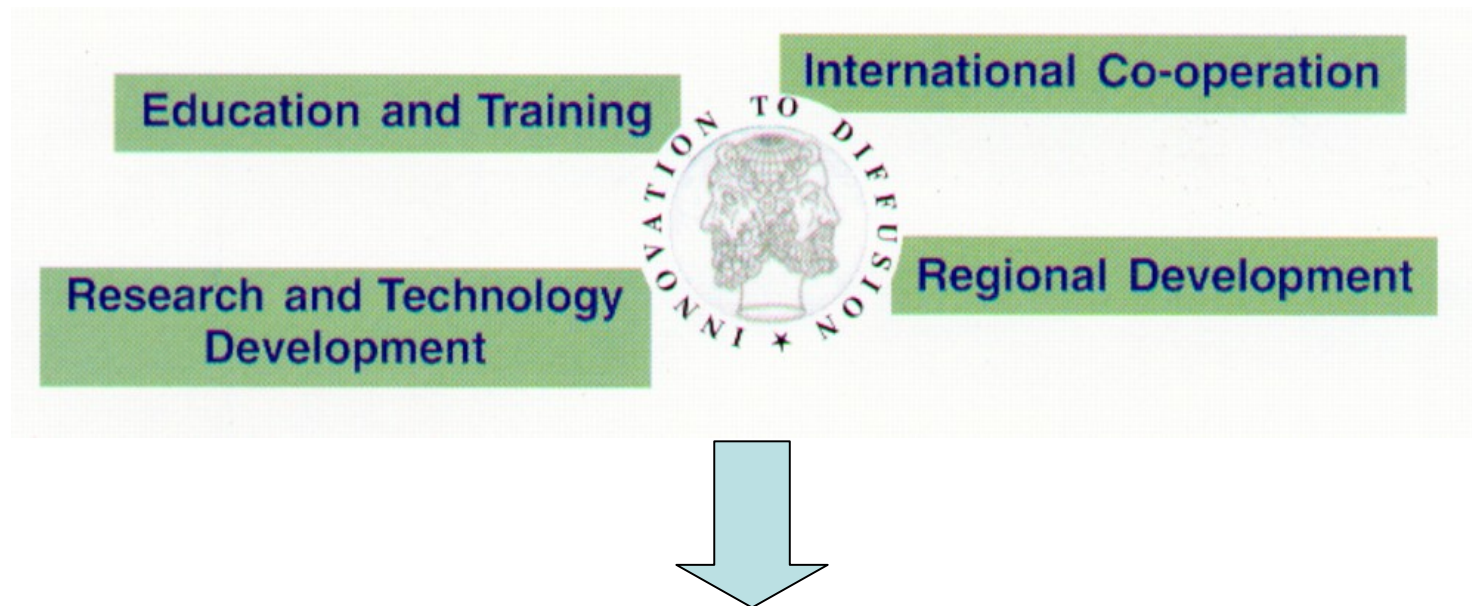 Education and Training
International Co-operation
INNOVATION TO DIFFUSION
Research and Technology
Development
Regional Development